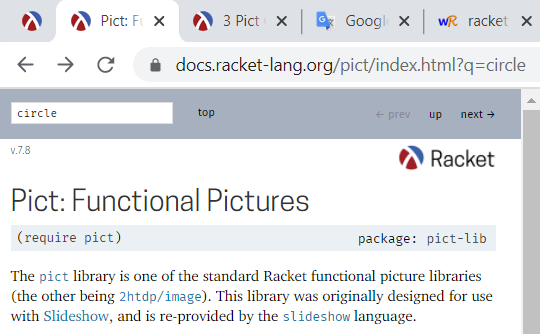 Pict: Fu
3 Pict
Google
wR racket
docs.racket-lang.org/pict/index.html?q=circle
circle top ← prev up next →
v.7.8
Racket
Pict: Functional Pictures
(require pict) package: pict-lib
The pict library is one of the standard Racket functional picture libraries
(the other being 2htdp/image). This library was originally designed for use
with Slideshow, and is re-provided by the slideshow language.